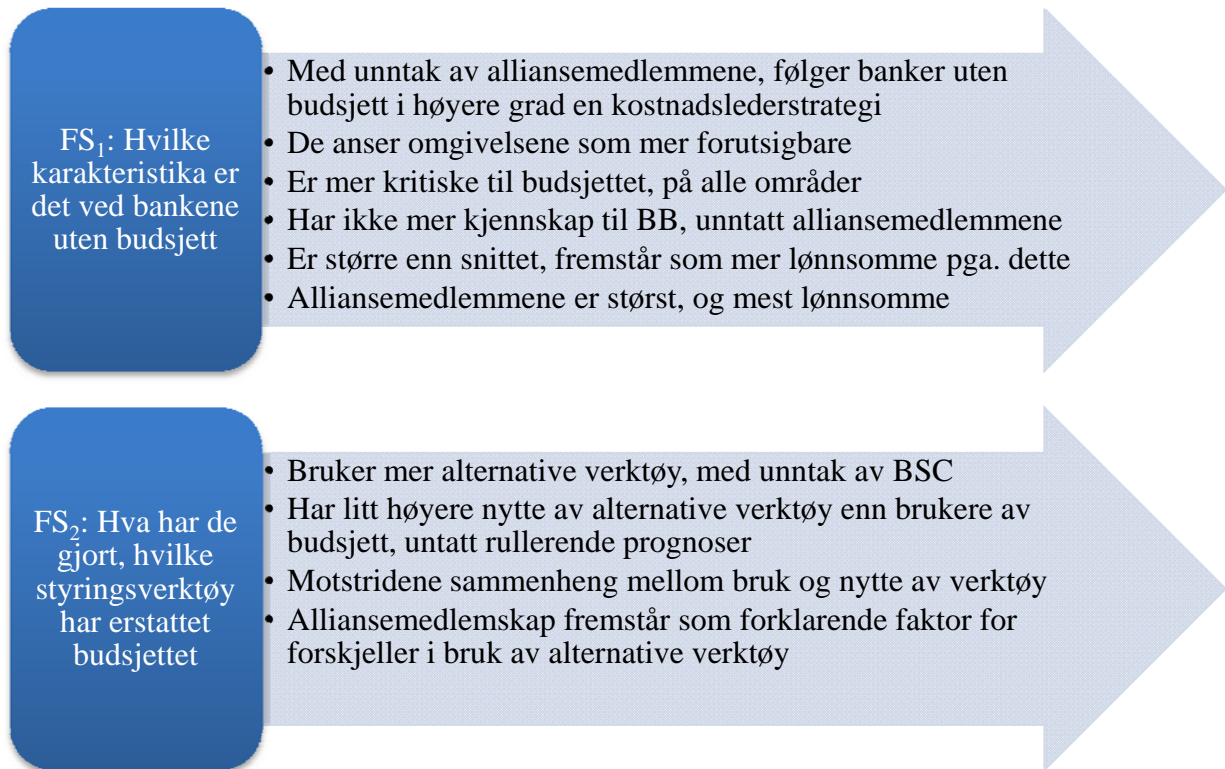 FS₁: Hvilke
karakteristika er
det ved bankene
uten budsjett
• Med unntak av alliansemedlemmene, følger banker uten
budsjett i høyere grad en kostnadslederstrategi
• De anser omgivelsene som mer forutsigbare
• Er mer kritiske til budsjettet, på alle områder
• Har ikke mer kjennskap til BB, unntatt alliansemedlemmene
• Er større enn snittet, fremstår som mer lønnsomme pga. dette
• Alliansemedlemmene er størst, og mest lønnsomme
FS₂: Hva har de
gjort, hvilke
styringsverktøy
har erstattet
budsjettet
• Bruker mer alternative verktøy, med unntak av BSC
• Har litt høyere nytte av alternative verktøy enn brukere av
budsjett, untatt rullerende prognoser
• Motstridene sammenheng mellom bruk og nytte av verktøy
• Alliansemedlemskap fremstår som forklarende faktor for
forskjeller i bruk av alternative verktøy